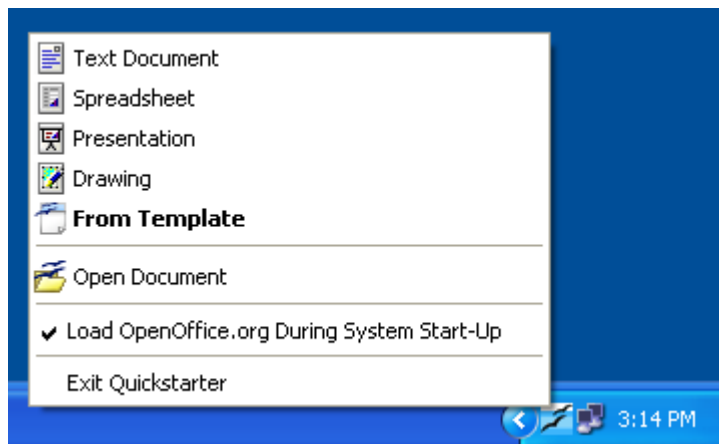 Text Document
Spreadsheet
Presentation
Drawing
From Template
Open Document
Load OpenOffice.org During System Start-Up
Exit Quickstarter
3:14 PM